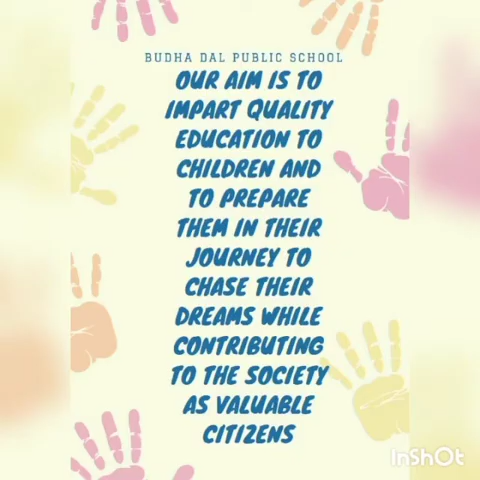 BUDHA DAL PUBLIC SCHOOL
OUR AIM IS TO
IMPART QUALITY
EDUCATION TO
CHILDREN AND
TO PREPARE
THEM IN THEIR
JOURNEY TO
CHASE THEIR
DREAMS WHILE
CONTRIBUTING
TO THE SOCIETY
AS VALUABLE
CITIZENS
InShOt